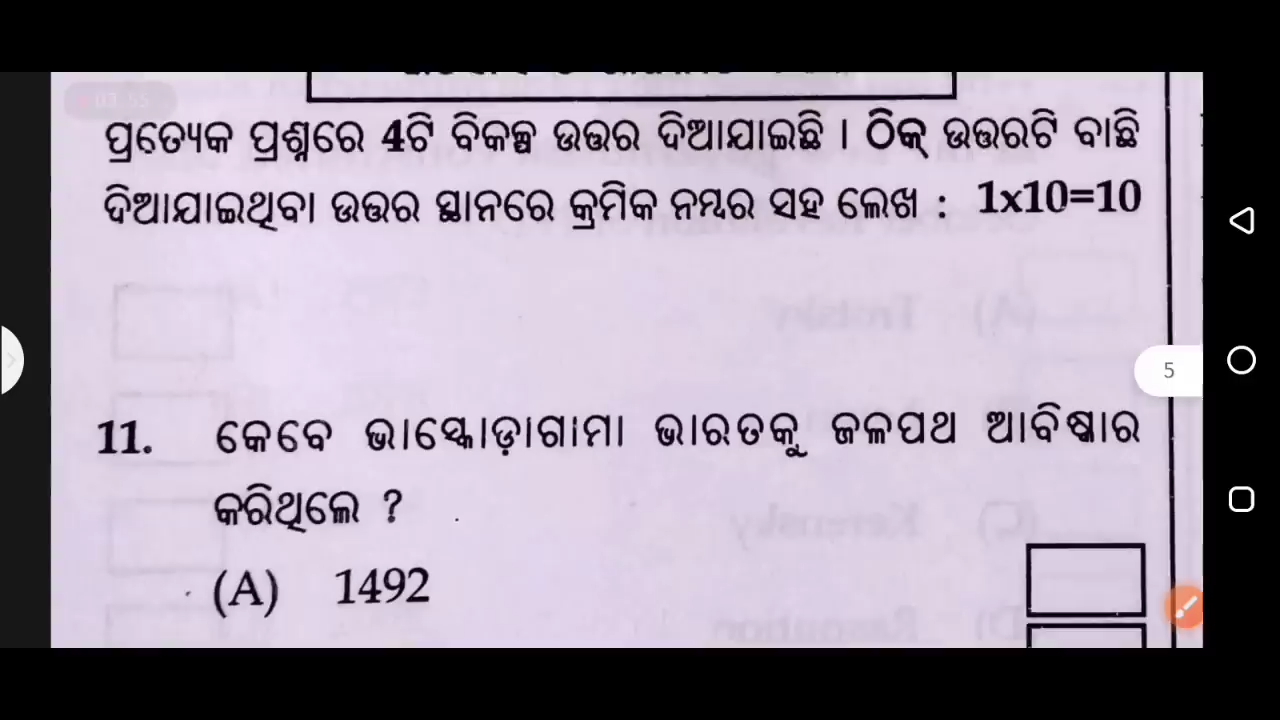 ପ୍ରତ୍ୟେକ ପ୍ରଶ୍ନରେ 4ଟି ବିକଳ୍ପ ଉତ୍ତର ଦିଆଯାଇଛି । ଠିକ୍ ଉତ୍ତରଟି ବାଛି
ଦିଆଯାଇଥିବା ଉତ୍ତର ସ୍ଥାନରେ କ୍ରମିକ ନମ୍ବର ସହ ଲେଖ : 1x10=10
5
11. କେବେ ଭାସ୍କୋଡ଼ାଗାମା ଭାରତକୁ ଜଳପଥ ଆବିଷ୍କାର
କରିଥିଲେ ?
(A) 1492